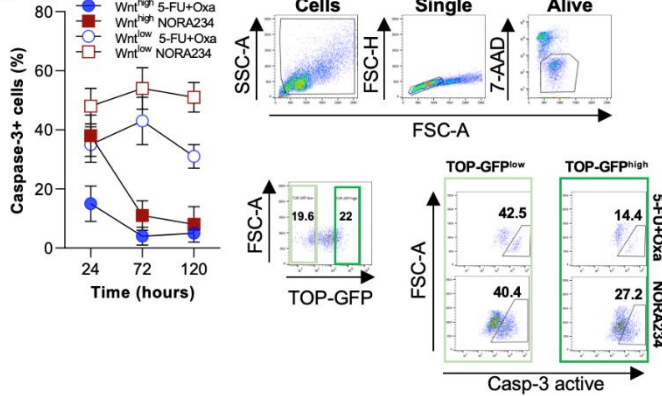 Wnt^high 5-FU+Oxa
Wnt^high NORA234
Wnt^low 5-FU+Oxa
Wnt^low NORA234
Caspase-3+ cells (%)
80
60
40
20
0
24 72 120
Time (hours)
Cells Single Alive
SSC-A
FSC-H
7-AAD
FSC-A
19.6 22
FSC-A
TOP-GFP
TOP-GFP^low TOP-GFP^high
42.5 14.4
5-FU+Oxa
FSC-A
40.4 27.2
NORA234
Casp-3 active